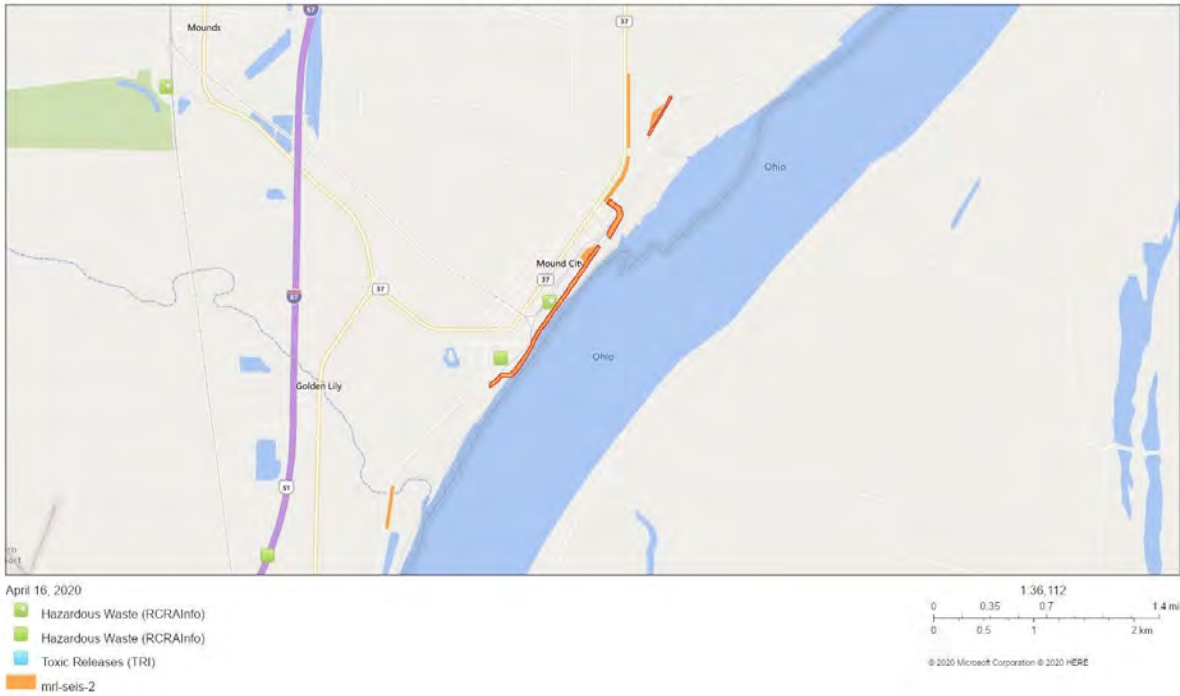 57
Mounds
37
Ohio
Mound City
37
57
37
Ohio
Golden Lily
51
April 16, 2020
Hazardous Waste (RCRAInfo)
Hazardous Waste (RCRAInfo)
Toxic Releases (TRI)
mrl-seis-2
1:36,112
0 0.35 0.7 1.4 mi
0 0.5 1 2 km
© 2020 Microsoft Corporation © 2020 HERE